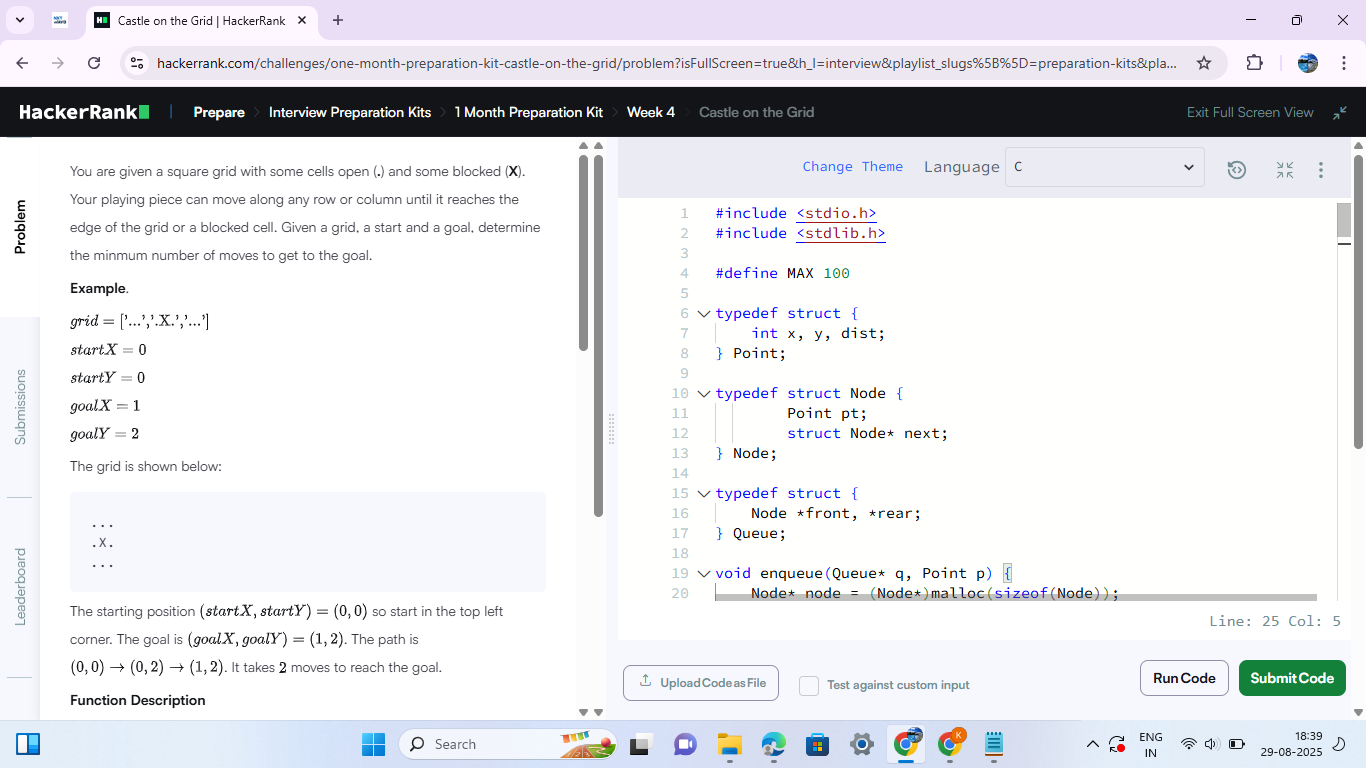 Castle on the Grid | HackerRank
hackerrank.com/challenges/one-month-preparation-kit-castle-on-the-grid/problem?isFullScreen=true&h_l=interview&playlist_slugs%5B%5D=preparation-kits&pla...
HackerRank
Prepare
Interview Preparation Kits
1 Month Preparation Kit
Week 4
Castle on the Grid
Exit Full Screen View
Problem
Submissions
Leaderboard
You are given a square grid with some cells open (.) and some blocked (X).
Your playing piece can move along any row or column until it reaches the
edge of the grid or a blocked cell. Given a grid, a start and a goal, determine
the minmum number of moves to get to the goal.
Example.
grid = ['...','.X.','...']
startX = 0
startY = 0
goalX = 1
goalY = 2
The grid is shown below:
...
.X.
...
The starting position (startX, startY) = (0, 0) so start in the top left
corner. The goal is (goalX, goalY) = (1, 2). The path is
(0, 0) → (0, 2) → (1, 2). It takes 2 moves to reach the goal.
Function Description
Change Theme
Language
C
1 #include <stdio.h>
2 #include <stdlib.h>
3
4 #define MAX 100
5
6 typedef struct {
7 int x, y, dist;
8 } Point;
9
10 typedef struct Node {
11 Point pt;
12 struct Node* next;
13 } Node;
14
15 typedef struct {
16 Node *front, *rear;
17 } Queue;
18
19 void enqueue(Queue* q, Point p) {
20 Node* node = (Node*)malloc(sizeof(Node));
Line: 25 Col: 5
Upload Code as File
Test against custom input
Run Code
Submit Code
Search
K
ENG
IN
18:39
29-08-2025